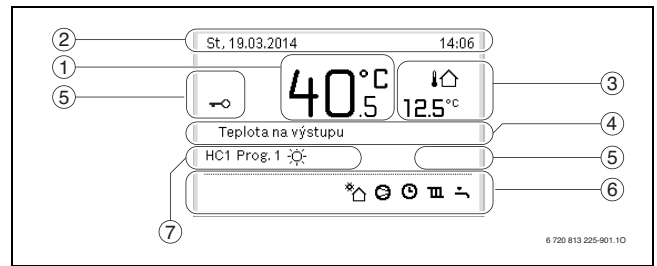 ② St, 19.03.2014 14:06
① 40.5 °C
⑤
12.5 °C ③
Teplota na výstupu ④
HC1 Prog. 1 ⑤
⑥
⑦
6 720 813 225-901.1O